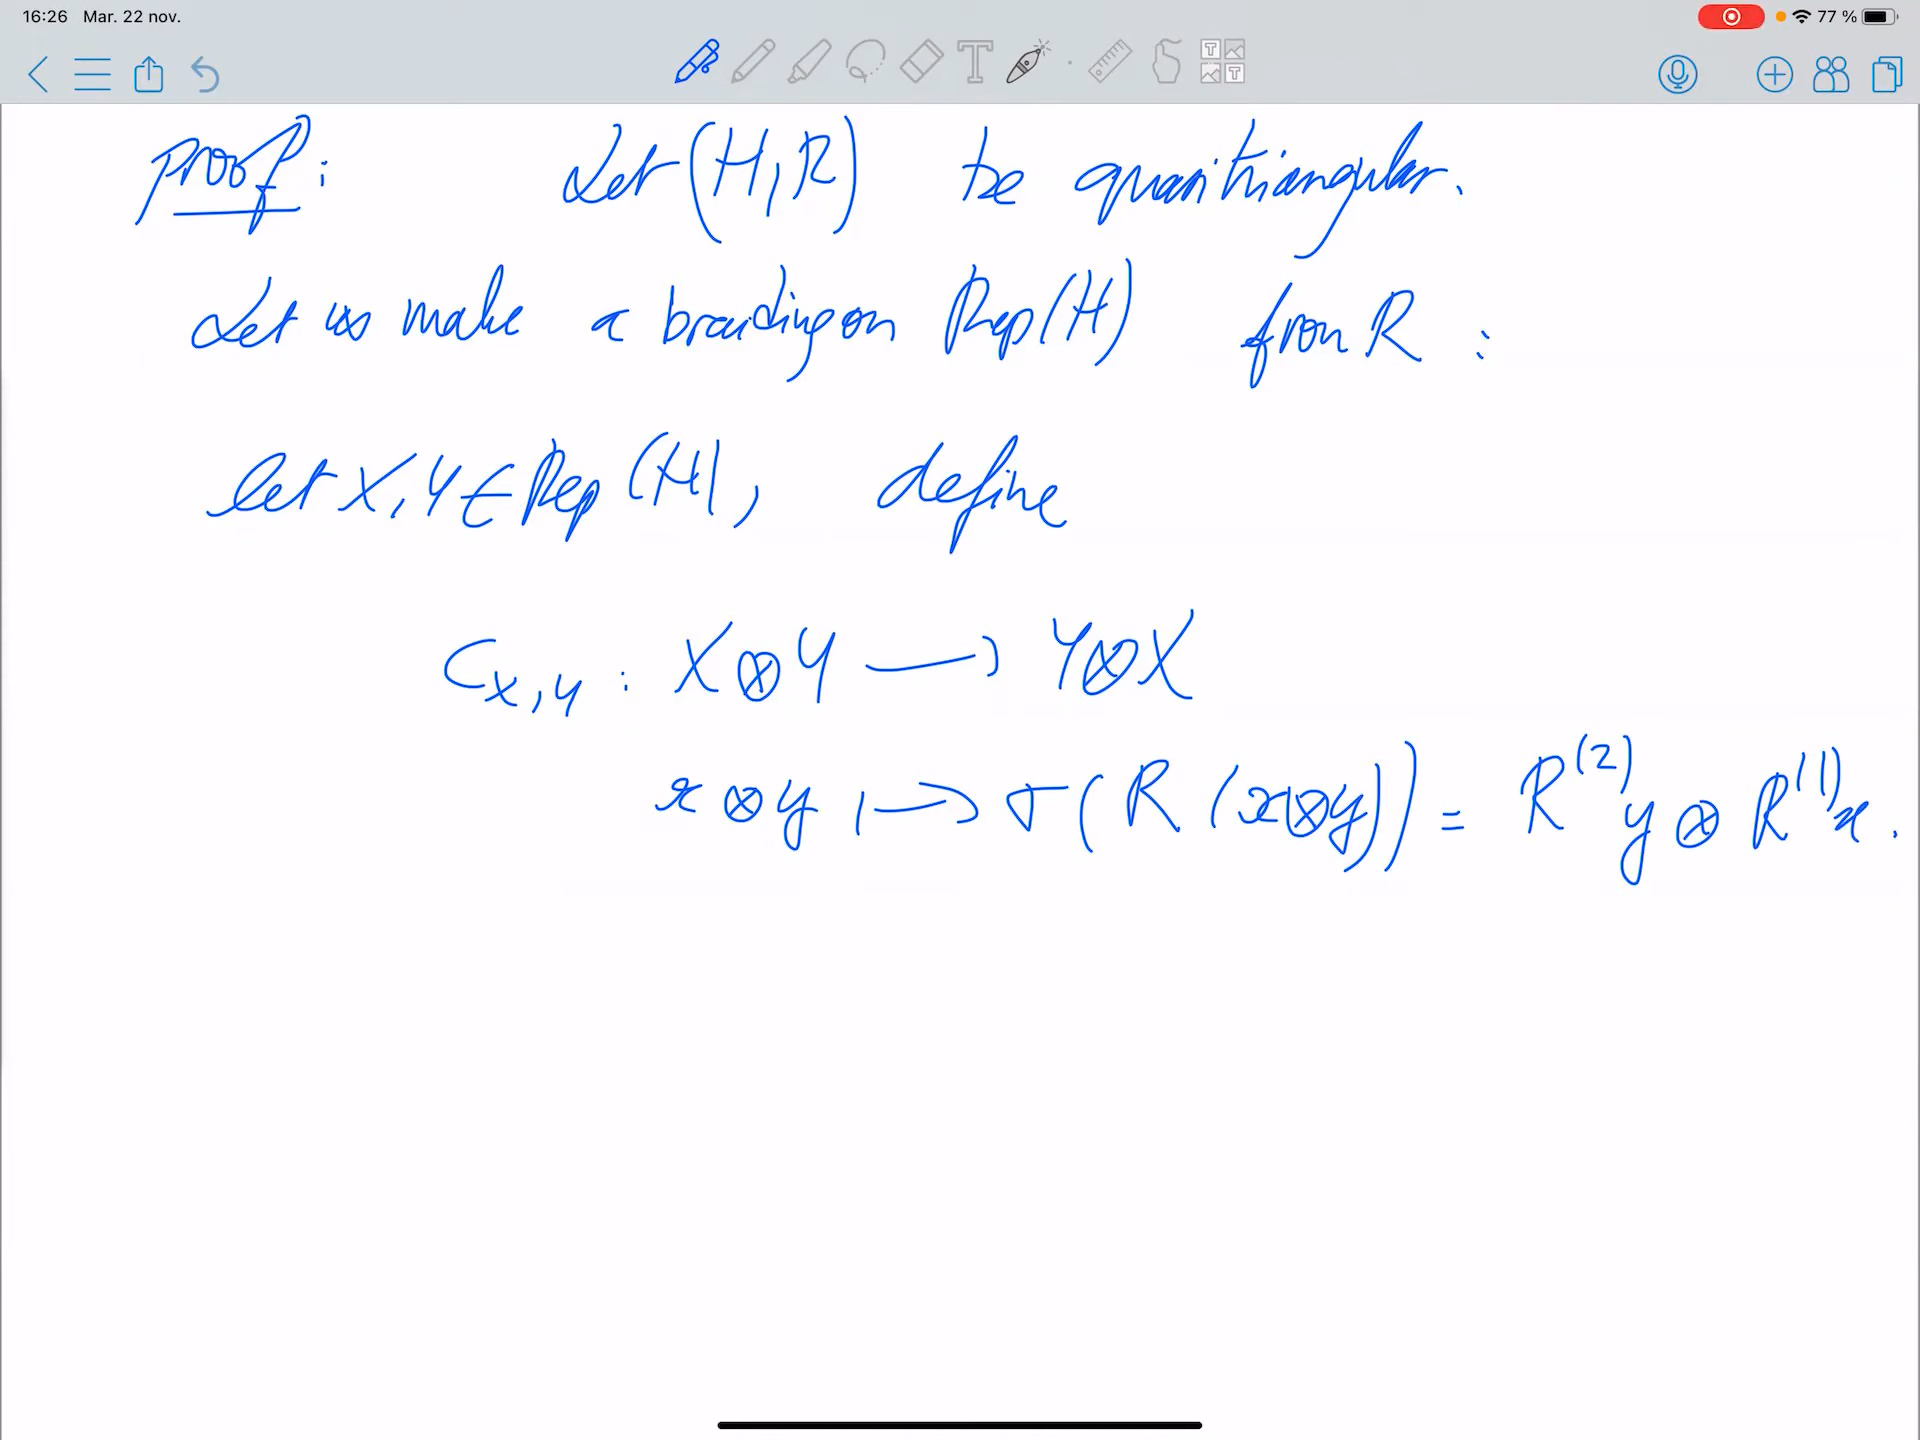 16:26 Mar. 22 nov. 77 %
Proof: Let (H,R) be quasitriangular.
Let us make a braiding on Rep(H) from R :
let X,Y ∈ Rep(H), define
C_{X,Y} : X⊗Y ⟶ Y⊗X
x⊗y ⟼ σ(R(x⊗y)) = R^{(2)}y ⊗ R^{(1)}x.